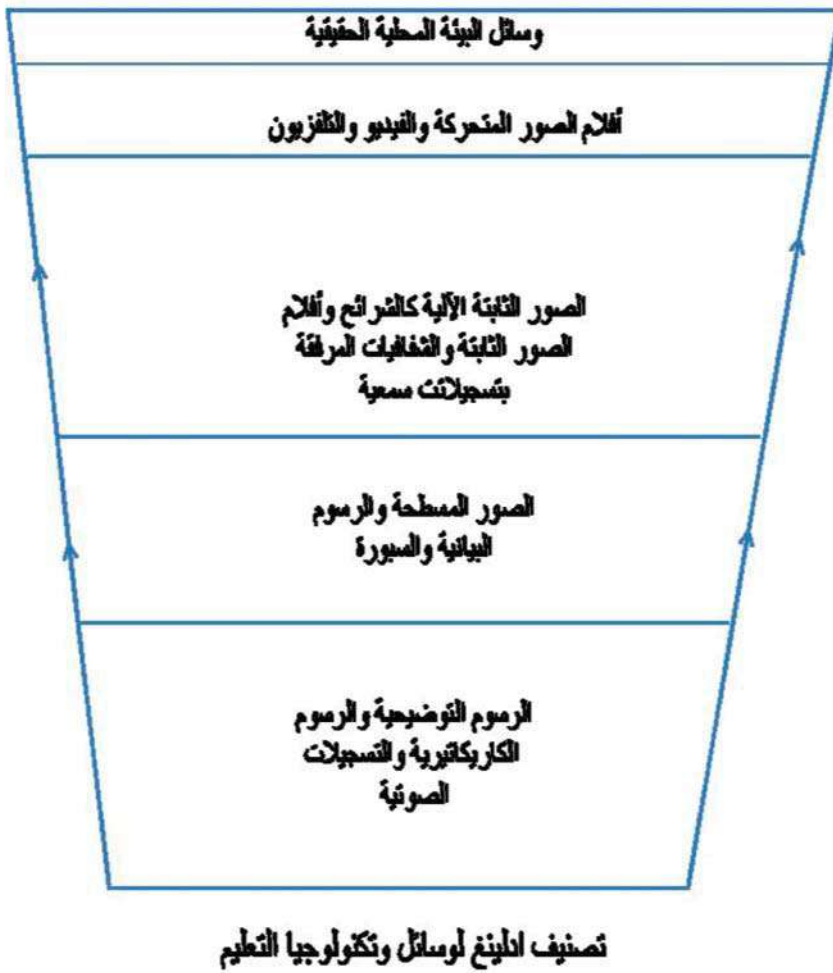 وسائل البيئة المحلية الحقيقية
أفلام الصور المتحركة والفيديو والتلفزيون
الصور الثابتة الآلية كالشرائح وأفلام
الصور الثابتة والشفافيات المرفقة
بتسجيلات سمعية
الصور المسطحة والرسوم
البيانية والسبورة
الرسوم التوضيحية والرسوم
الكاريكاتيرية والتسجيلات
الصوتية
تصنيف ادلينغ لوسائل وتكنولوجيا التعليم